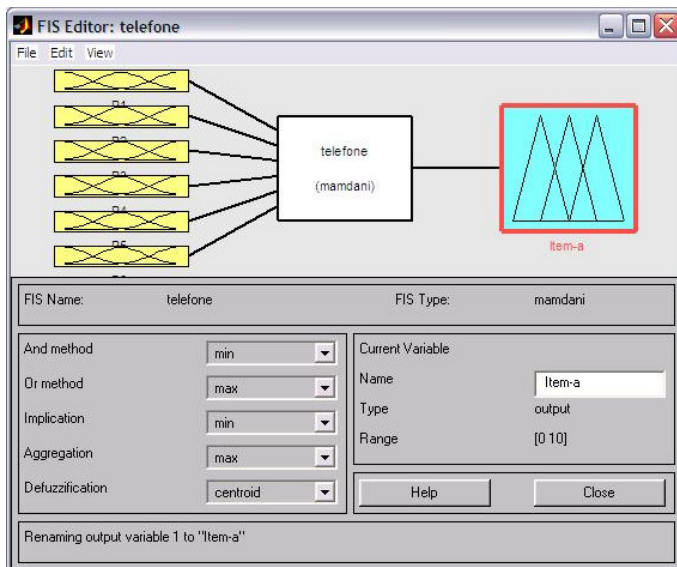 FIS Editor: telefone
File Edit View
telefone
(mamdani)
Item-a
FIS Name: telefone FIS Type: mamdani
And method min
Or method max
Implication min
Aggregation max
Defuzzification centroid
Current Variable
Name Item-a
Type output
Range [0 10]
Help Close
Renaming output variable 1 to "Item-a"